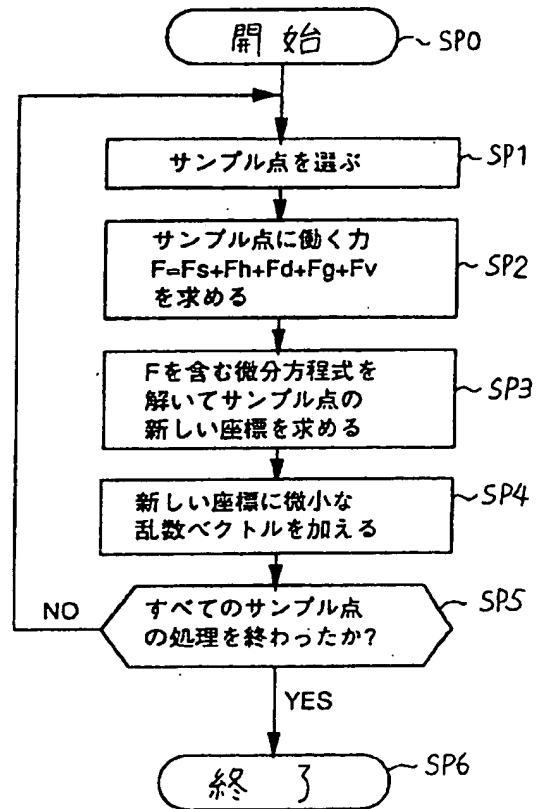 開始
SP0
サンプル点を選ぶ
SP1
サンプル点に働く力
F=Fs+Fh+Fd+Fg+Fv
を求める
SP2
Fを含む微分方程式を
解いてサンプル点の
新しい座標を求める
SP3
新しい座標に微小な
乱数ベクトルを加える
SP4
すべてのサンプル点
の処理を終わったか?
SP5
NO
YES
終了
SP6